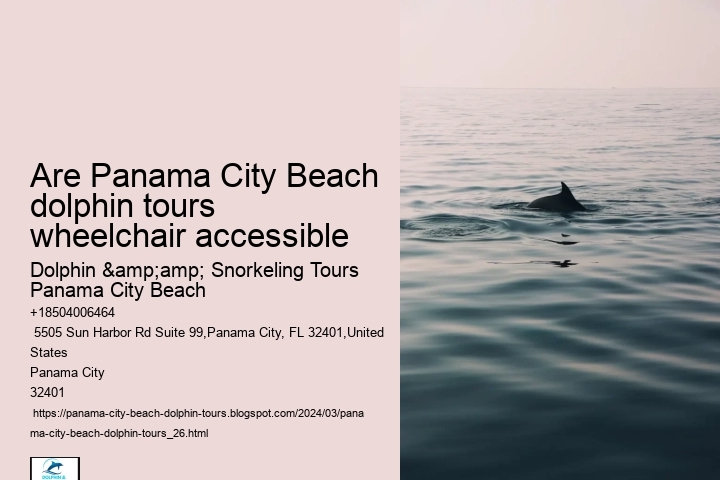 Are Panama City Beach
dolphin tours
wheelchair accessible
Dolphin &amp;amp; Snorkeling Tours
Panama City Beach
+18504006464
5505 Sun Harbor Rd Suite 99,Panama City, FL 32401,United
States
Panama City
32401
https://panama-city-beach-dolphin-tours.blogspot.com/2024/03/pana
ma-city-beach-dolphin-tours_26.html
DOLPHIN &